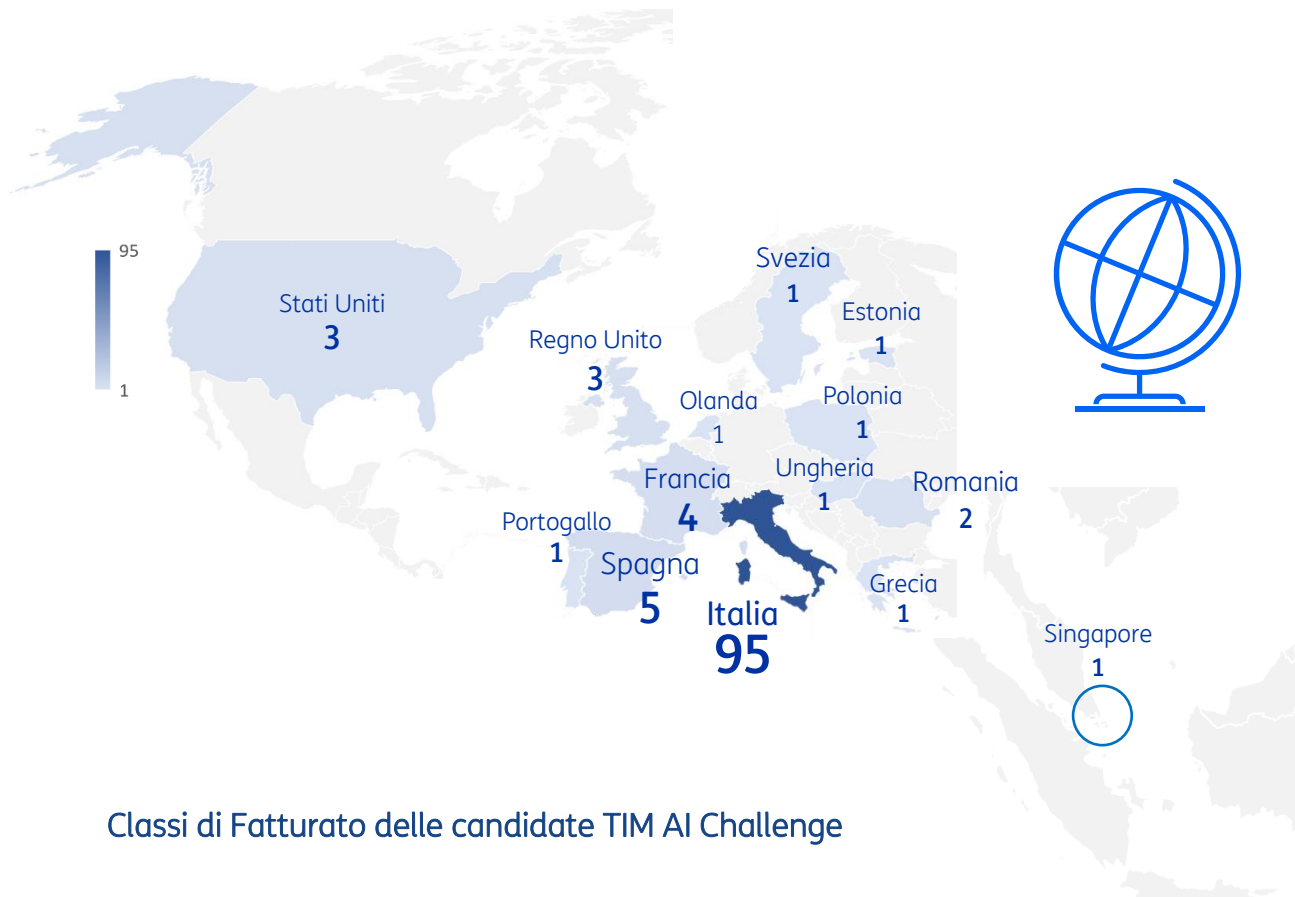 95
1
Stati Uniti
3
Svezia
1
Estonia
1
Regno Unito
3
Olanda
1
Polonia
1
Francia
4
Ungheria
1
Romania
2
Portogallo
1
Spagna
5
Italia
95
Grecia
1
Singapore
1
Classi di Fatturato delle candidate TIM AI Challenge